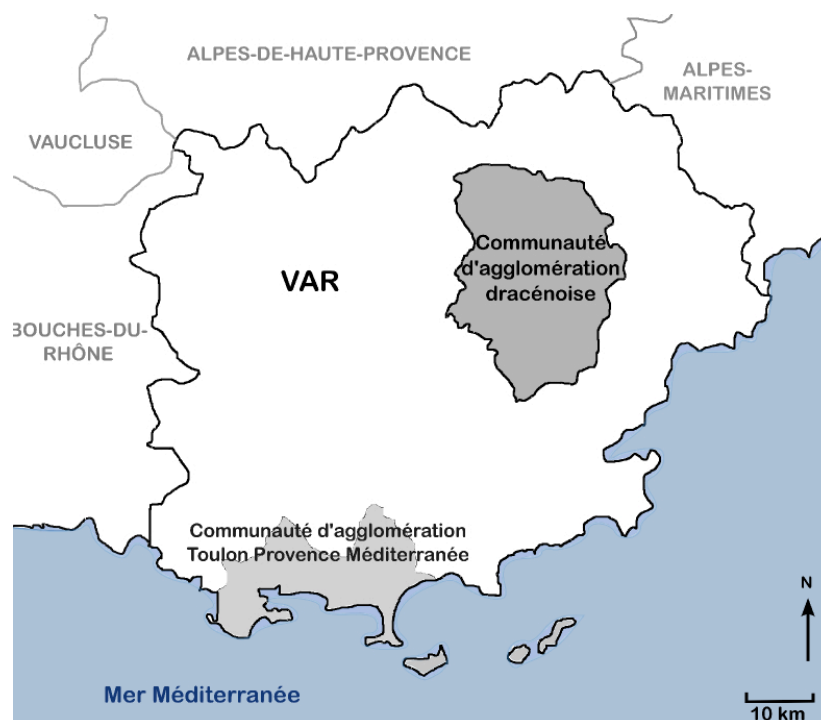 ALPES-DE-HAUTE-PROVENCE
ALPES-
MARITIMES
VAUCLUSE
Communauté
d'agglomération
dracénoise
VAR
BOUCHES-DU-
RHÔNE
Communauté d'agglomération
Toulon Provence Méditerranée
N
Mer Méditerranée
10 km